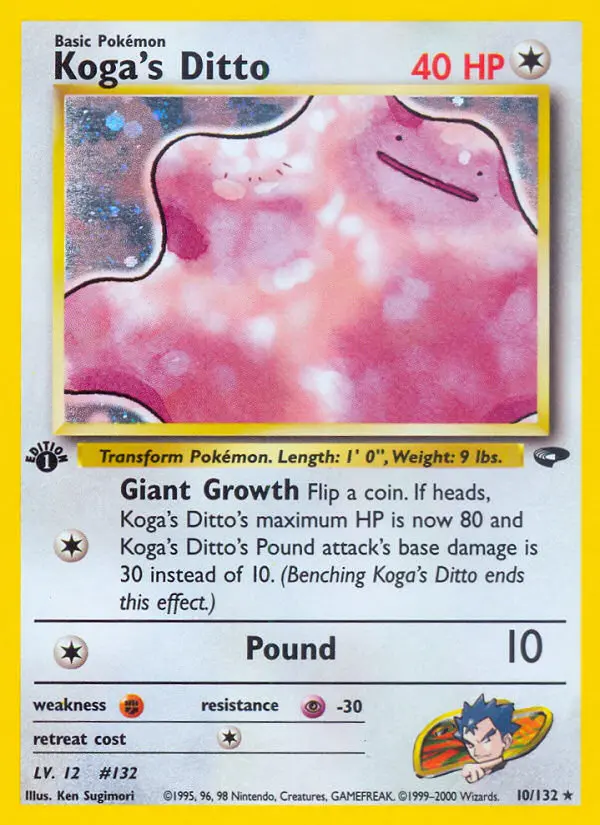 Basic Pokémon
Koga's Ditto
40 HP
EDITION
1
Transform Pokémon. Length: 1' 0", Weight: 9 lbs.
Giant Growth Flip a coin. If heads,
Koga's Ditto's maximum HP is now 80 and
Koga's Ditto's Pound attack's base damage is
30 instead of 10. (Benching Koga's Ditto ends
this effect.)
Pound 10
weakness resistance -30
retreat cost
LV. 12 #132
Illus. Ken Sugimori ©1995, 96, 98 Nintendo, Creatures, GAMEFREAK. ©1999-2000 Wizards. 10/132 ★